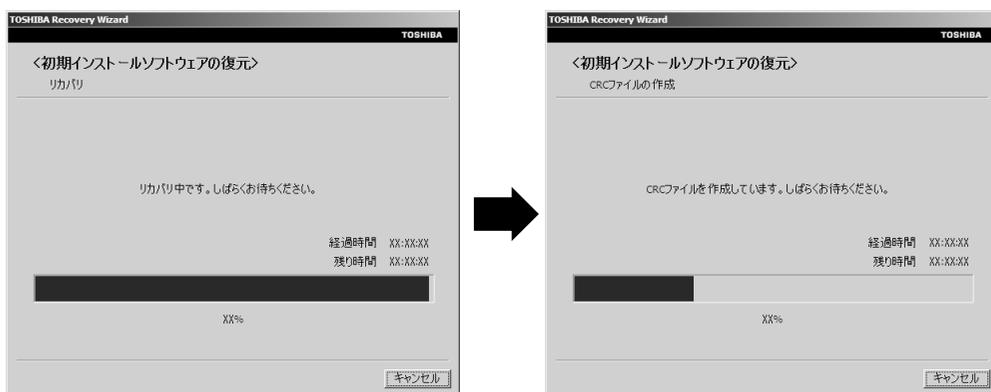 TOSHIBA Recovery Wizard
TOSHIBA
<初期インストールソフトウェアの復元>
リカバリ
リカバリ中です。しばらくお待ちください。
経過時間 XX:XX:XX
残り時間 XX:XX:XX
XX%
キャンセル
TOSHIBA Recovery Wizard
TOSHIBA
<初期インストールソフトウェアの復元>
CRCファイルの作成
CRCファイルを作成しています。しばらくお待ちください。
経過時間 XX:XX:XX
残り時間 XX:XX:XX
XX%
キャンセル